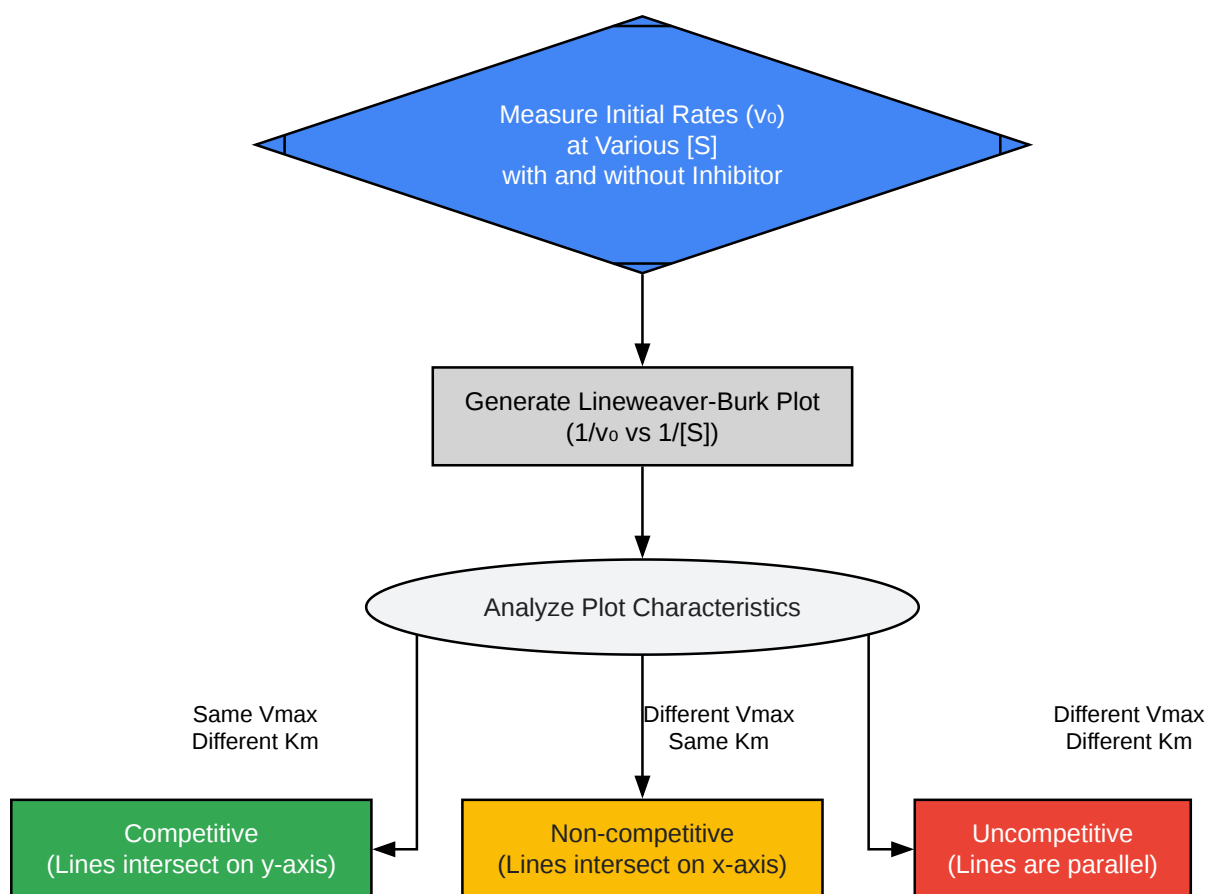 Measure Initial Rates (v₀)
at Various [S]
with and without Inhibitor
Generate Lineweaver-Burk Plot
(1/v₀ vs 1/[S])
Analyze Plot Characteristics
Same Vmax
Different Km
Different Vmax
Same Km
Different Vmax
Different Km
Competitive
(Lines intersect on y-axis)
Non-competitive
(Lines intersect on x-axis)
Uncompetitive
(Lines are parallel)